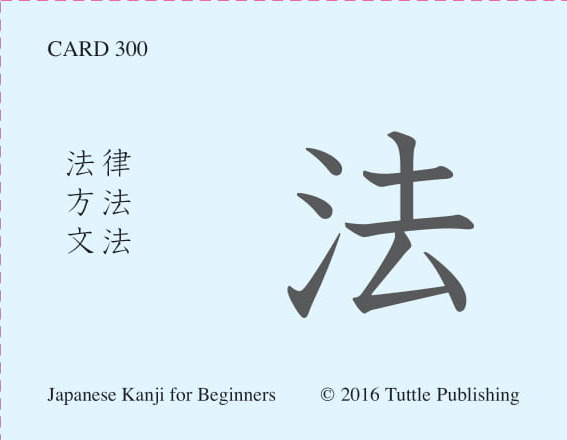 CARD 300
法律
方法
文法
法
Japanese Kanji for Beginners © 2016 Tuttle Publishing